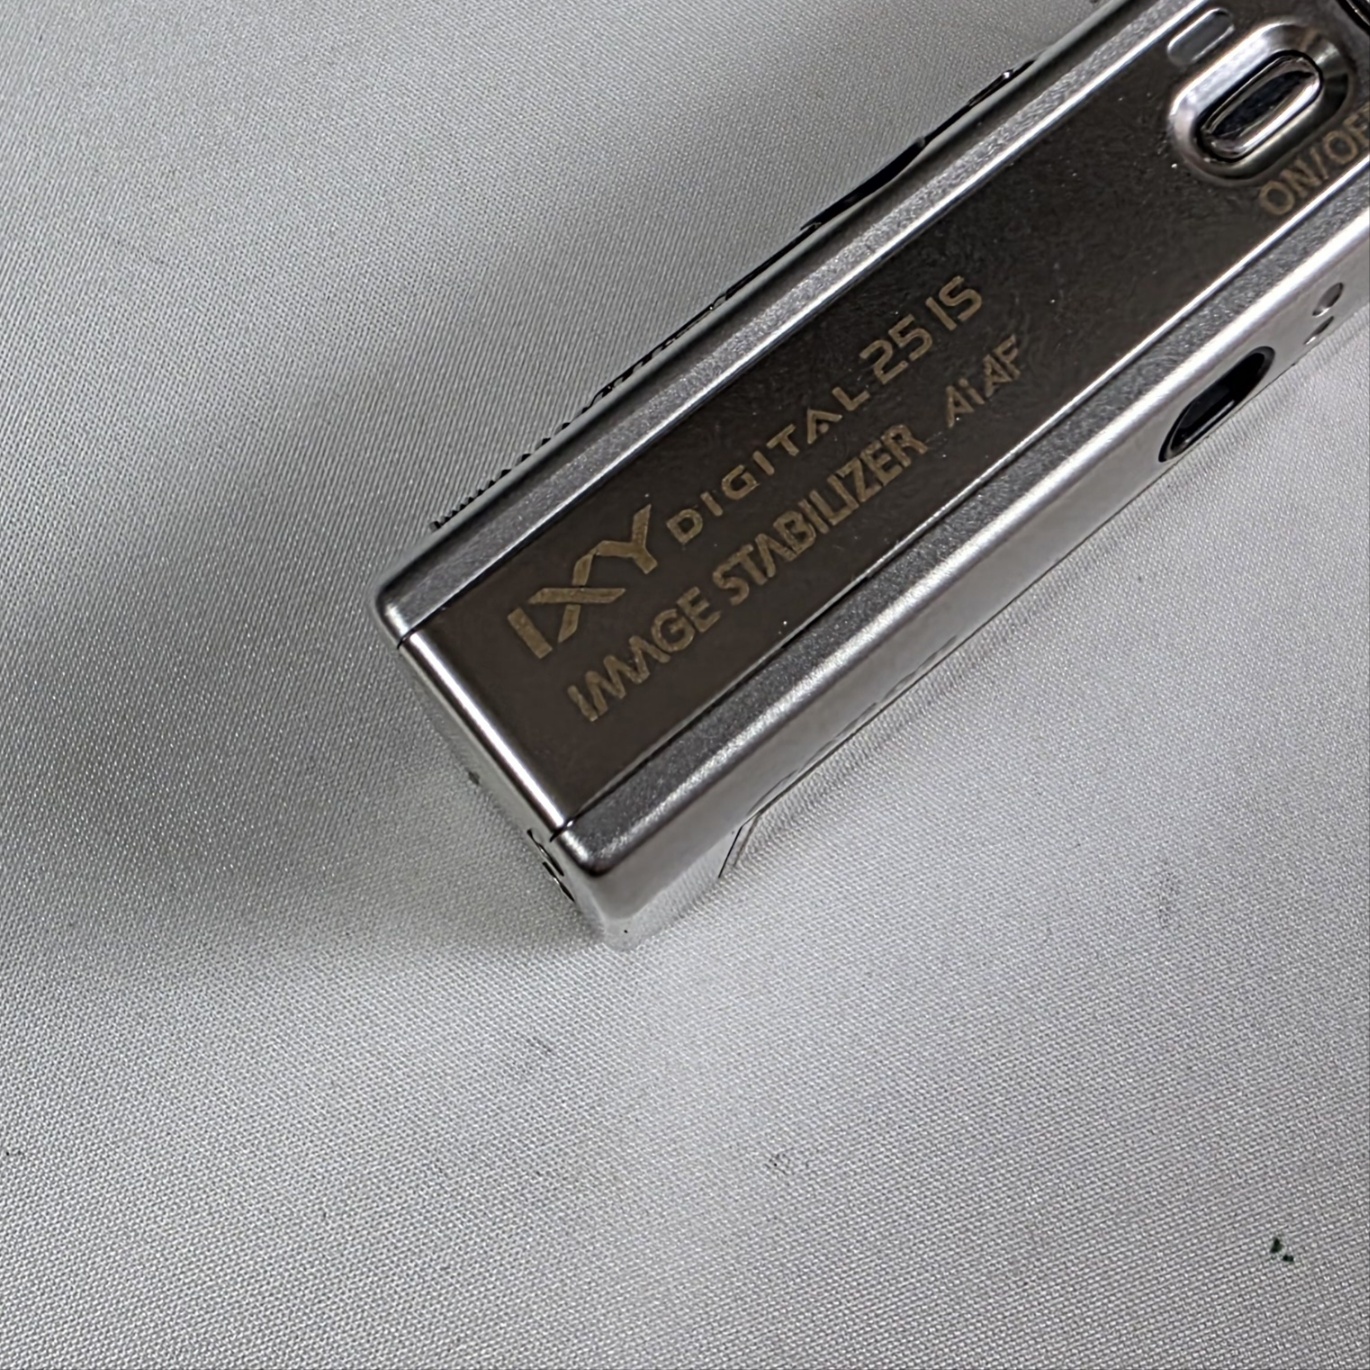 IXY DIGITAL 25 IS
IMAGE STABILIZER AiAF
ON/OF